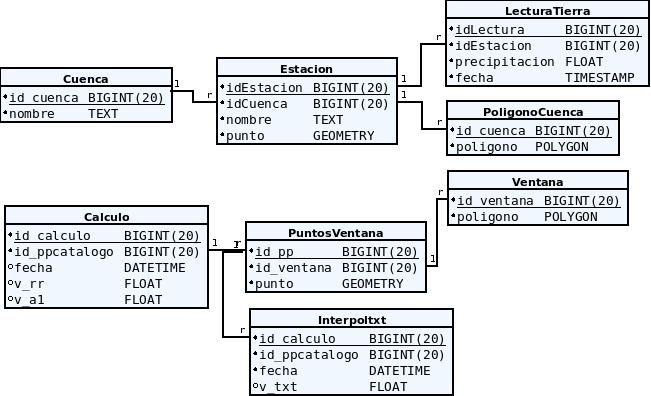 LecturaTierra
idLectura BIGINT(20)
idEstacion BIGINT(20)
precipitacion FLOAT
fecha TIMESTAMP
Cuenca
id_cuenca BIGINT(20)
nombre TEXT
1
r
Estacion
idEstacion BIGINT(20)
idCuenca BIGINT(20)
nombre TEXT
punto GEOMETRY
1
r
1
r
PoligonoCuenca
id_cuenca BIGINT(20)
poligono POLYGON
Ventana
id_ventana BIGINT(20)
poligono POLYGON
Calculo
id_calculo BIGINT(20)
id_ppcatalogo BIGINT(20)
fecha DATETIME
v_rr FLOAT
v_a1 FLOAT
1
PuntosVentana
id_pp BIGINT(20)
id_ventana BIGINT(20)
punto GEOMETRY
1
r
r
Interpoltxt
id_calculo BIGINT(20)
id_ppcatalogo BIGINT(20)
fecha DATETIME
v_txt FLOAT